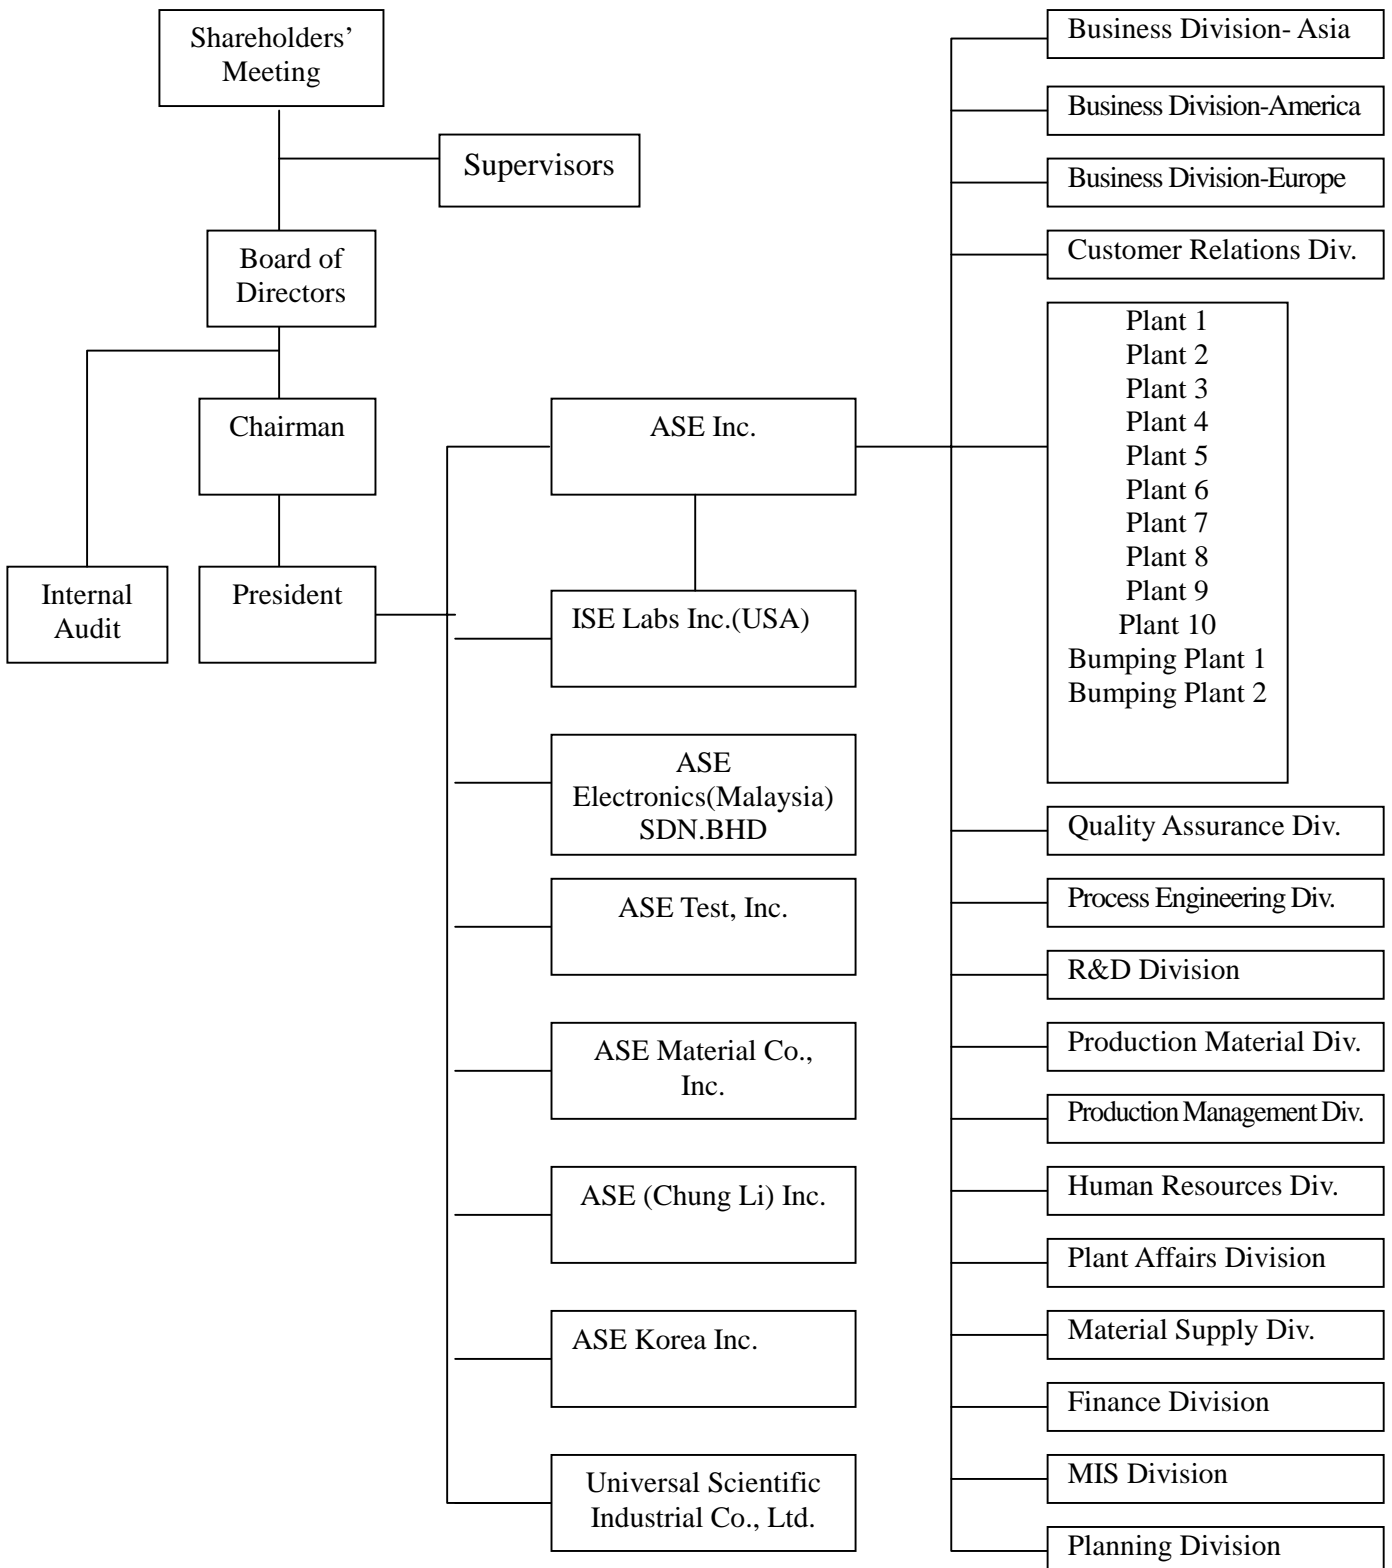 Shareholders’
Meeting
Supervisors
Board of
Directors
Chairman
Internal
Audit
President
ASE Inc.
ISE Labs Inc.(USA)
ASE
Electronics(Malaysia)
SDN.BHD
ASE Test, Inc.
ASE Material Co.,
Inc.
ASE (Chung Li) Inc.
ASE Korea Inc.
Universal Scientific
Industrial Co., Ltd.
Business Division- Asia
Business Division-America
Business Division-Europe
Customer Relations Div.
Plant 1
Plant 2
Plant 3
Plant 4
Plant 5
Plant 6
Plant 7
Plant 8
Plant 9
Plant 10
Bumping Plant 1
Bumping Plant 2
Quality Assurance Div.
Process Engineering Div.
R&D Division
Production Material Div.
Production Management Div.
Human Resources Div.
Plant Affairs Division
Material Supply Div.
Finance Division
MIS Division
Planning Division